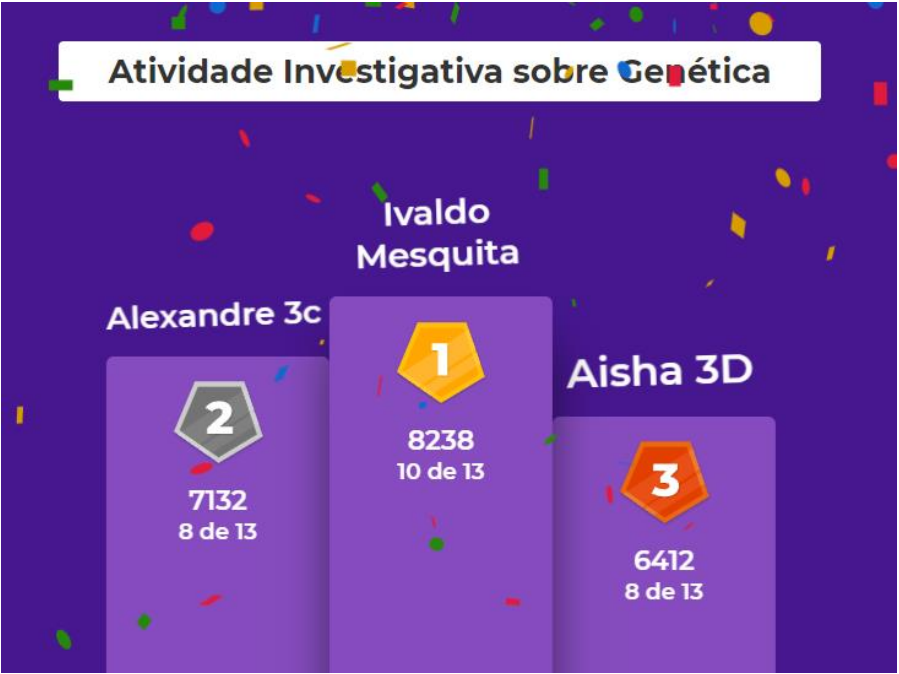 Atividade Investigativa sobre Genética
Ivaldo
Mesquita
Alexandre 3c
Aisha 3D
1
8238
10 de 13
2
7132
8 de 13
3
6412
8 de 13